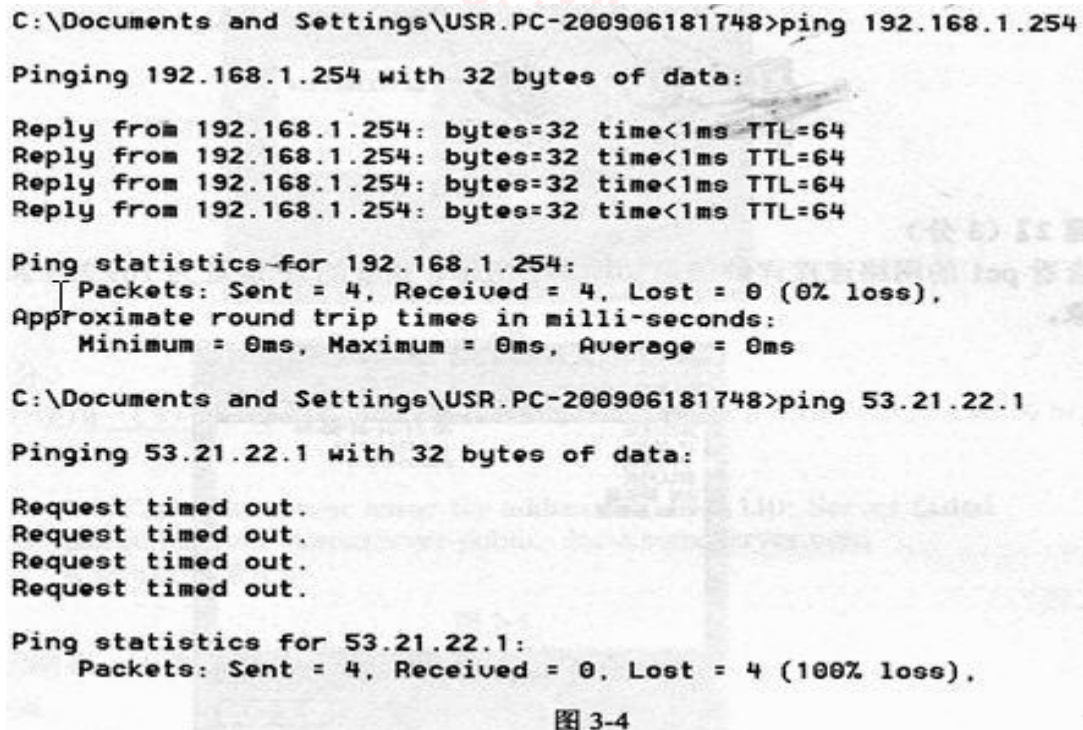 C:\Documents and Settings\USR.PC-200906181748>ping 192.168.1.254
Pinging 192.168.1.254 with 32 bytes of data:
Reply from 192.168.1.254: bytes=32 time<1ms TTL=64
Reply from 192.168.1.254: bytes=32 time<1ms TTL=64
Reply from 192.168.1.254: bytes=32 time<1ms TTL=64
Reply from 192.168.1.254: bytes=32 time<1ms TTL=64
Ping statistics for 192.168.1.254:
Packets: Sent = 4, Received = 4, Lost = 0 (0% loss),
Approximate round trip times in milli-seconds:
Minimum = 0ms, Maximum = 0ms, Average = 0ms
C:\Documents and Settings\USR.PC-200906181748>ping 53.21.22.1
Pinging 53.21.22.1 with 32 bytes of data:
Request timed out.
Request timed out.
Request timed out.
Request timed out.
Ping statistics for 53.21.22.1:
Packets: Sent = 4, Received = 0, Lost = 4 (100% loss),
图 3-4